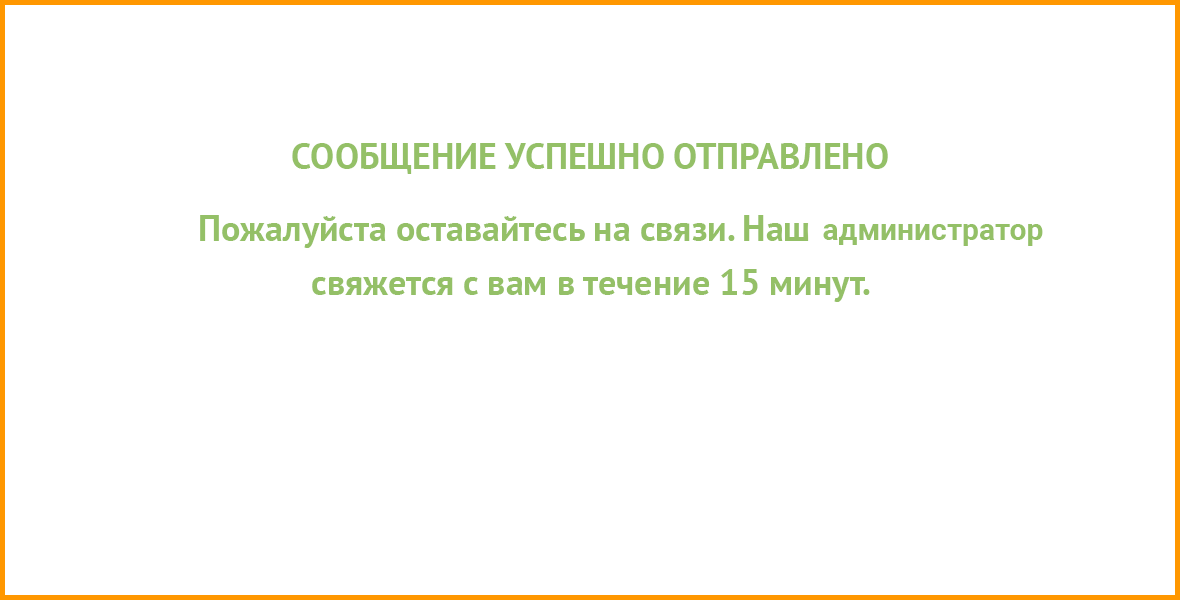 СООБЩЕНИЕ УСПЕШНО ОТПРАВЛЕНО
Пожалуйста оставайтесь на связи. Наш администратор
свяжется с вам в течение 15 минут.